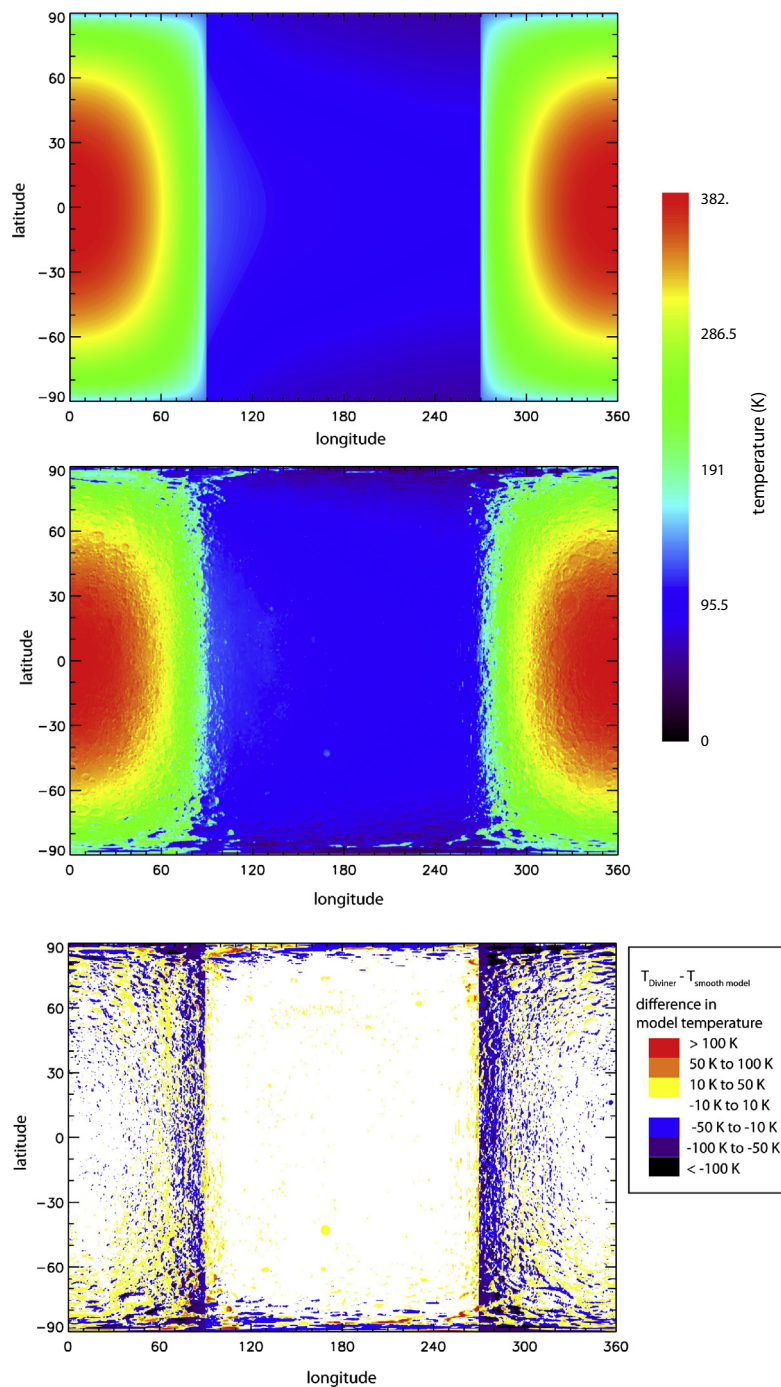 90
60
30
0
−30
−60
−90
latitude
0 60 120 180 240 300 360
longitude
382.
286.5
191
95.5
0
temperature (K)
90
60
30
0
−30
−60
−90
latitude
0 60 120 180 240 300 360
longitude
90
60
30
0
−30
−60
−90
latitude
0 60 120 180 240 300 360
longitude
TDiviner - Tsmooth model
difference in
model temperature
> 100 K
50 K to 100 K
10 K to 50 K
-10 K to 10 K
-50 K to -10 K
-100 K to -50 K
< -100 K